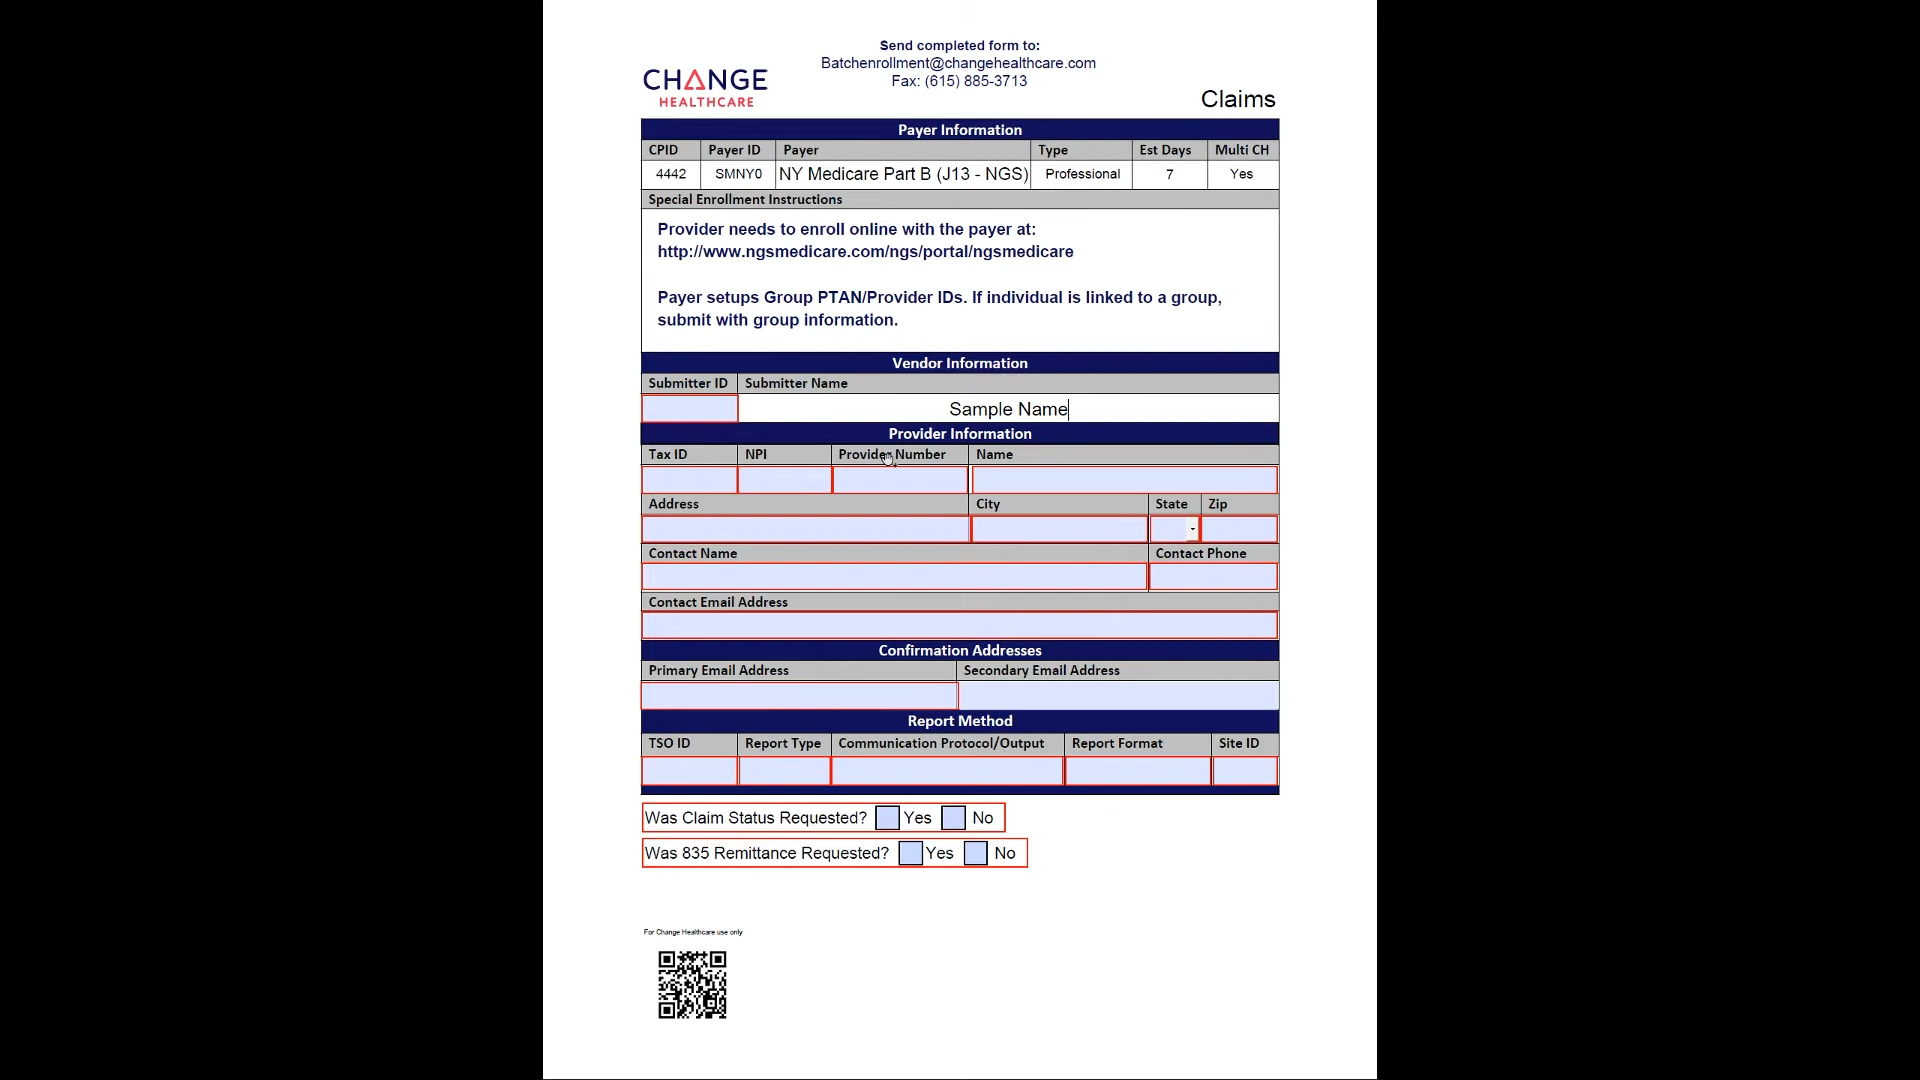 Send completed form to:
Batchenrollment@changehealthcare.com
Fax: (615) 885-3713
CHANGE
HEALTHCARE
Claims
Payer Information
CPID Payer ID Payer Type Est Days Multi CH
4442 SMNY0 NY Medicare Part B (J13 - NGS) Professional 7 Yes
Special Enrollment Instructions
Provider needs to enroll online with the payer at:
http://www.ngsmedicare.com/ngs/portal/ngsmedicare
Payer setups Group PTAN/Provider IDs. If individual is linked to a group,
submit with group information.
Vendor Information
Submitter ID Submitter Name
Sample Name
Provider Information
Tax ID NPI Provider Number Name
Address City State Zip
Contact Name Contact Phone
Contact Email Address
Confirmation Addresses
Primary Email Address Secondary Email Address
Report Method
TSO ID Report Type Communication Protocol/Output Report Format Site ID
Was Claim Status Requested? Yes No
Was 835 Remittance Requested? Yes No
For Change Healthcare use only